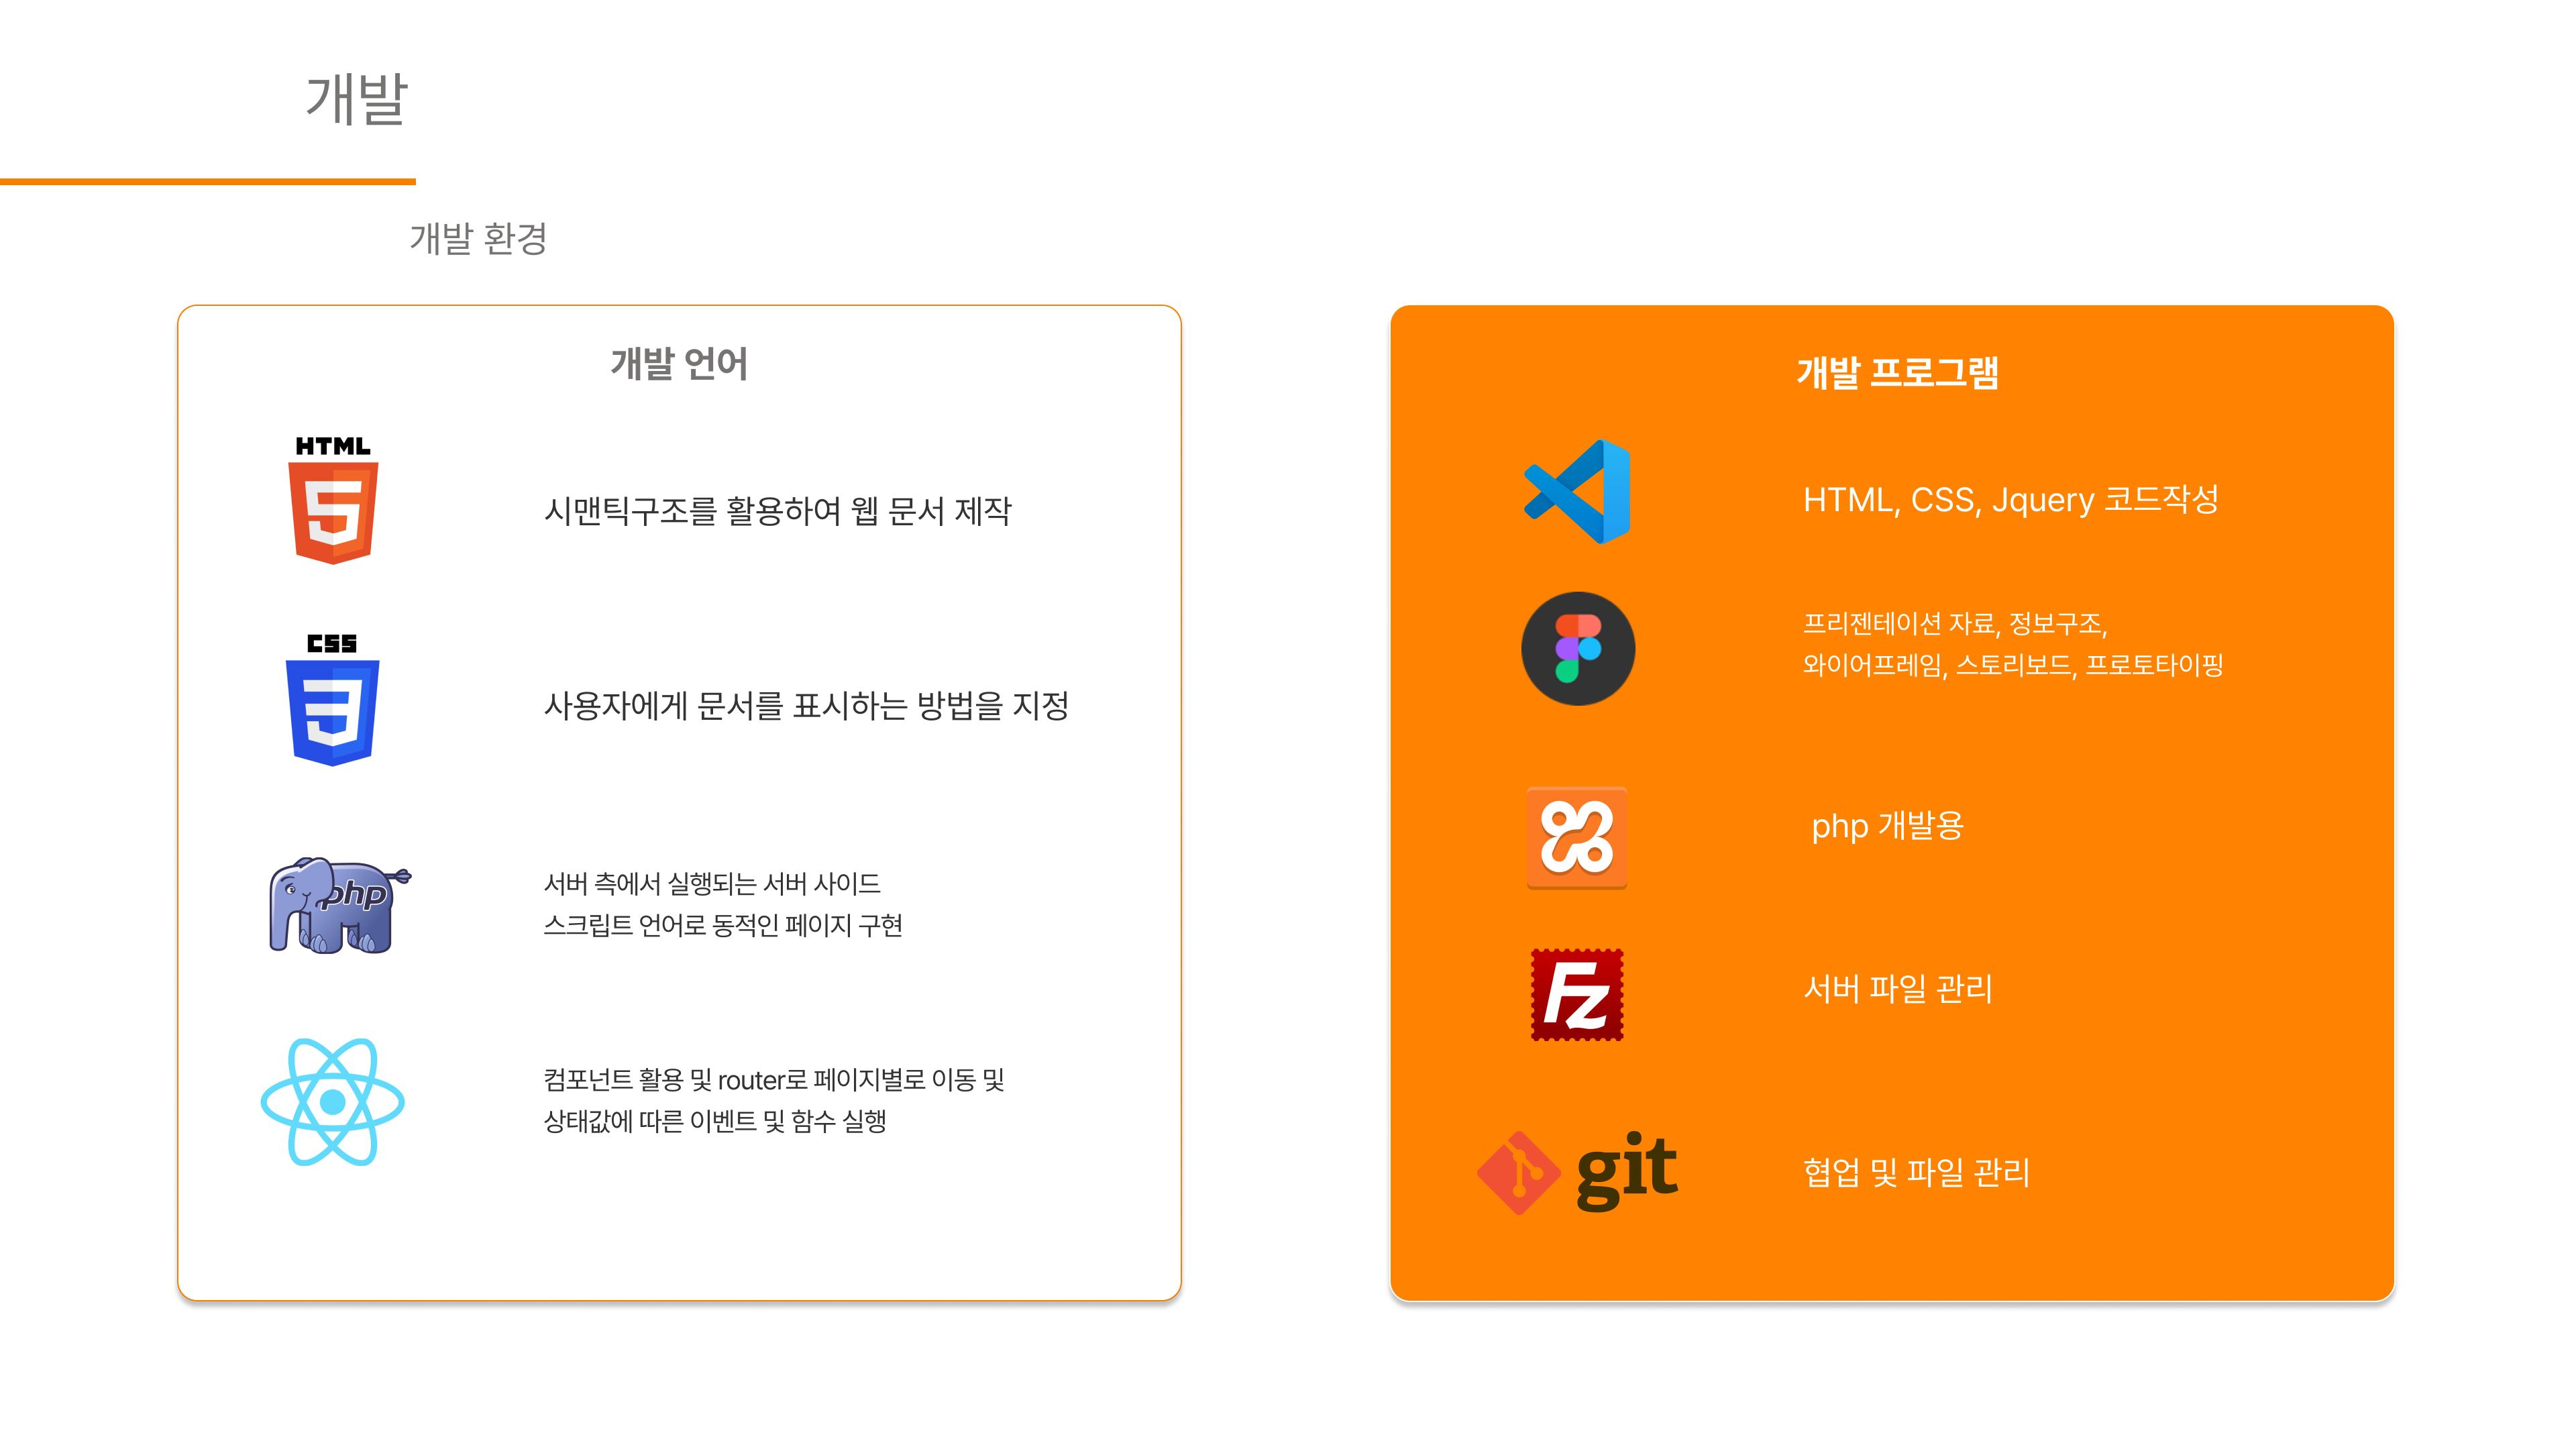 개발
개발 환경
개발 언어
HTML
시맨틱구조를 활용하여 웹 문서 제작
CSS
사용자에게 문서를 표시하는 방법을 지정
php
서버 측에서 실행되는 서버 사이드
스크립트 언어로 동적인 페이지 구현
컴포넌트 활용 및 router로 페이지별로 이동 및
상태값에 따른 이벤트 및 함수 실행
개발 프로그램
HTML, CSS, Jquery 코드작성
프리젠테이션 자료, 정보구조,
와이어프레임, 스토리보드, 프로토타이핑
php 개발용
Fz
서버 파일 관리
git
협업 및 파일 관리